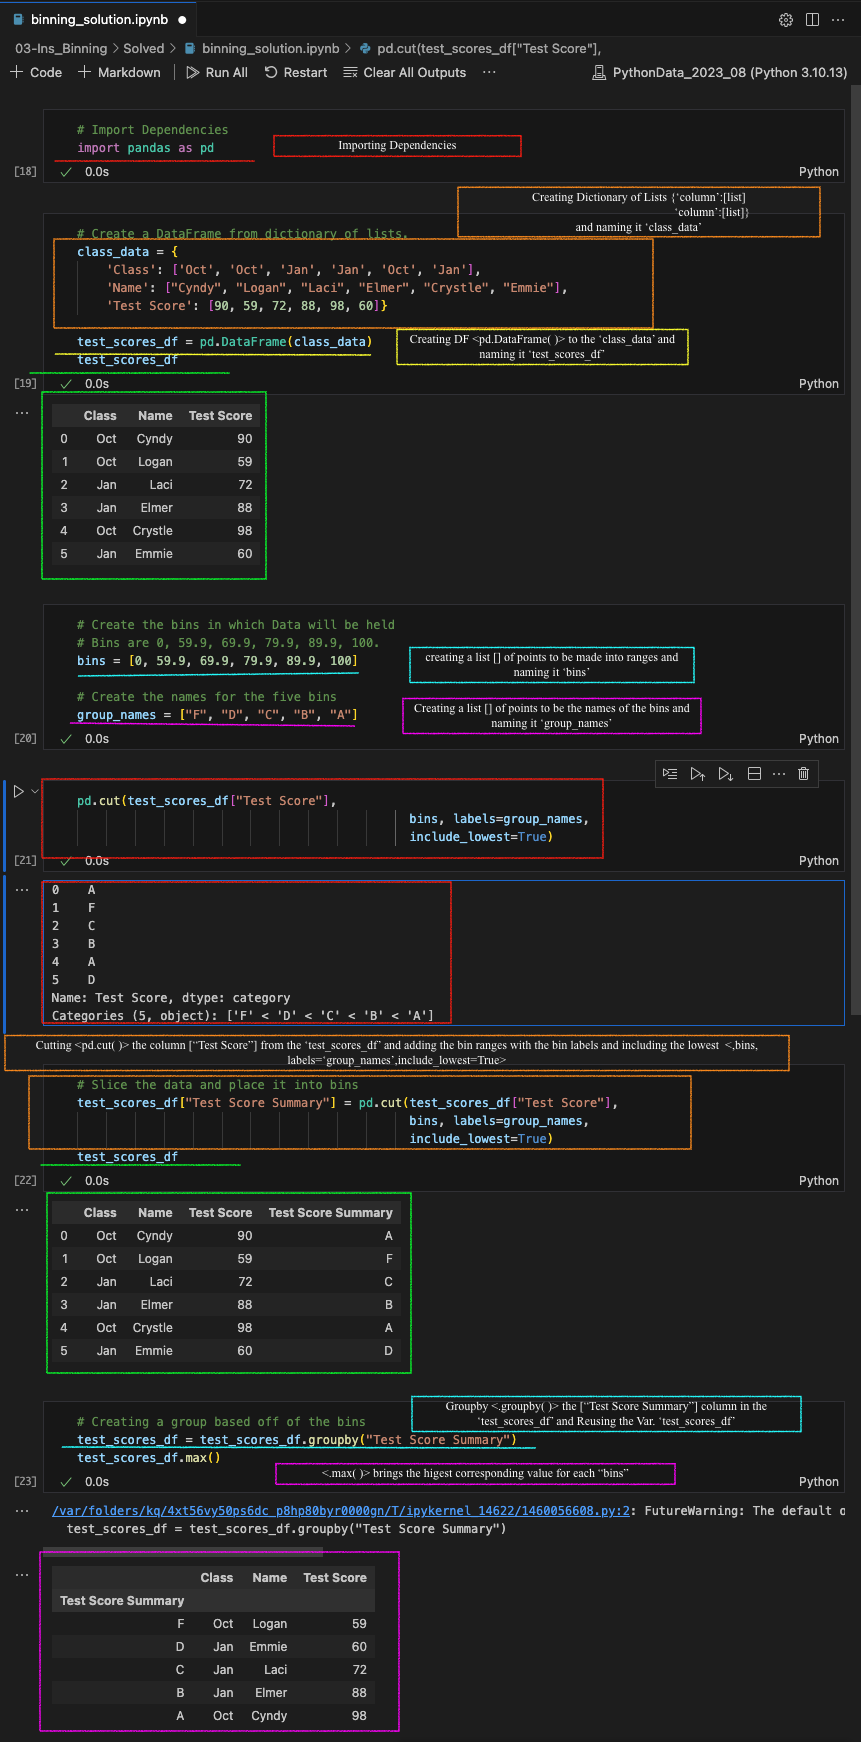 binning_solution.ipynb
03-Ins_Binning > Solved > binning_solution.ipynb > pd.cut(test_scores_df["Test Score"],
+ Code + Markdown | Run All Restart Clear All Outputs ··· PythonData_2023_08 (Python 3.10.13)
# Import Dependencies
import pandas as pd
Importing Dependencies
[18] ✓ 0.0s Python
Creating Dictionary of Lists {‘column’:[list]
‘column’:[list]}
and naming it ‘class_data’
# Create a DataFrame from dictionary of lists.
class_data = {
'Class': ['Oct', 'Oct', 'Jan', 'Jan', 'Oct', 'Jan'],
'Name': ["Cyndy", "Logan", "Laci", "Elmer", "Crystle", "Emmie"],
'Test Score': [90, 59, 72, 88, 98, 60]}
test_scores_df = pd.DataFrame(class_data)
test_scores_df
Creating DF <pd.DataFrame( )> to the ‘class_data’ and
naming it ‘test_scores_df’
[19] ✓ 0.0s Python
Class Name Test Score
0 Oct Cyndy 90
1 Oct Logan 59
2 Jan Laci 72
3 Jan Elmer 88
4 Oct Crystle 98
5 Jan Emmie 60
# Create the bins in which Data will be held
# Bins are 0, 59.9, 69.9, 79.9, 89.9, 100.
bins = [0, 59.9, 69.9, 79.9, 89.9, 100]
creating a list [] of points to be made into ranges and
naming it ‘bins’
# Create the names for the five bins
group_names = ["F", "D", "C", "B", "A"]
Creating a list [] of points to be the names of the bins and
naming it ‘group_names’
[20] ✓ 0.0s Python
pd.cut(test_scores_df["Test Score"],
bins, labels=group_names,
include_lowest=True)
[21] ✓ 0.0s Python
0 A
1 F
2 C
3 B
4 A
5 D
Name: Test Score, dtype: category
Categories (5, object): ['F' < 'D' < 'C' < 'B' < 'A']
Cutting <pd.cut( )> the column [“Test Score”] from the ‘test_scores_df’ and adding the bin ranges with the bin labels and including the lowest <,bins,
labels=‘group_names’,include_lowest=True>
# Slice the data and place it into bins
test_scores_df["Test Score Summary"] = pd.cut(test_scores_df["Test Score"],
bins, labels=group_names,
include_lowest=True)
test_scores_df
[22] ✓ 0.0s Python
Class Name Test Score Test Score Summary
0 Oct Cyndy 90 A
1 Oct Logan 59 F
2 Jan Laci 72 C
3 Jan Elmer 88 B
4 Oct Crystle 98 A
5 Jan Emmie 60 D
Groupby <.groupby( )> the [“Test Score Summary”] column in the
‘test_scores_df’ and Reusing the Var. ‘test_scores_df’
# Creating a group based off of the bins
test_scores_df = test_scores_df.groupby("Test Score Summary")
test_scores_df.max()
<.max( )> brings the higest corresponding value for each “bins”
[23] ✓ 0.0s Python
/var/folders/kq/4xt56vy50ps6dc_p8hp80byr0000gn/T/ipykernel_14622/1460056608.py:2: FutureWarning: The default o
test_scores_df = test_scores_df.groupby("Test Score Summary")
Class Name Test Score
Test Score Summary
F Oct Logan 59
D Jan Emmie 60
C Jan Laci 72
B Jan Elmer 88
A Oct Cyndy 98